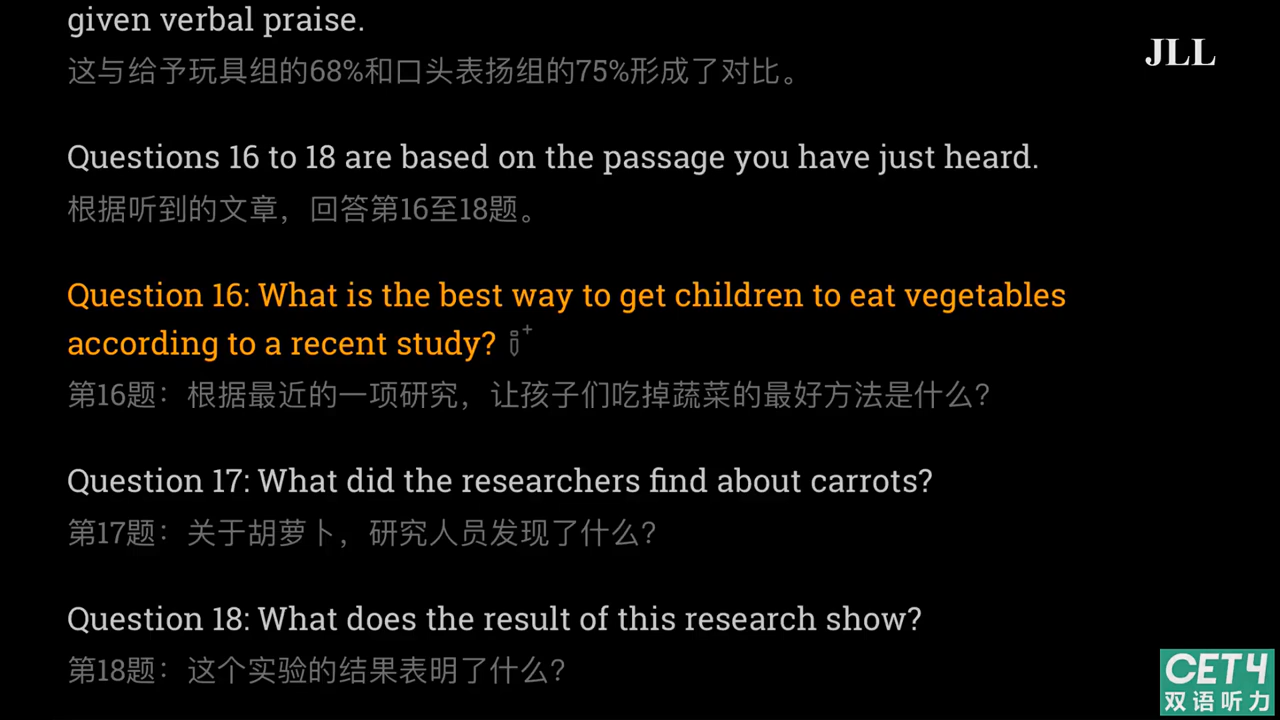 given verbal praise.
这与给予玩具组的68%和口头表扬组的75%形成了对比。
JLL
Questions 16 to 18 are based on the passage you have just heard.
根据听到的文章，回答第16至18题。
Question 16: What is the best way to get children to eat vegetables
according to a recent study?
第16题：根据最近的一项研究，让孩子们吃掉蔬菜的最好方法是什么？
Question 17: What did the researchers find about carrots?
第17题：关于胡萝卜，研究人员发现了什么？
Question 18: What does the result of this research show?
第18题：这个实验的结果表明了什么？
CET4
双语听力